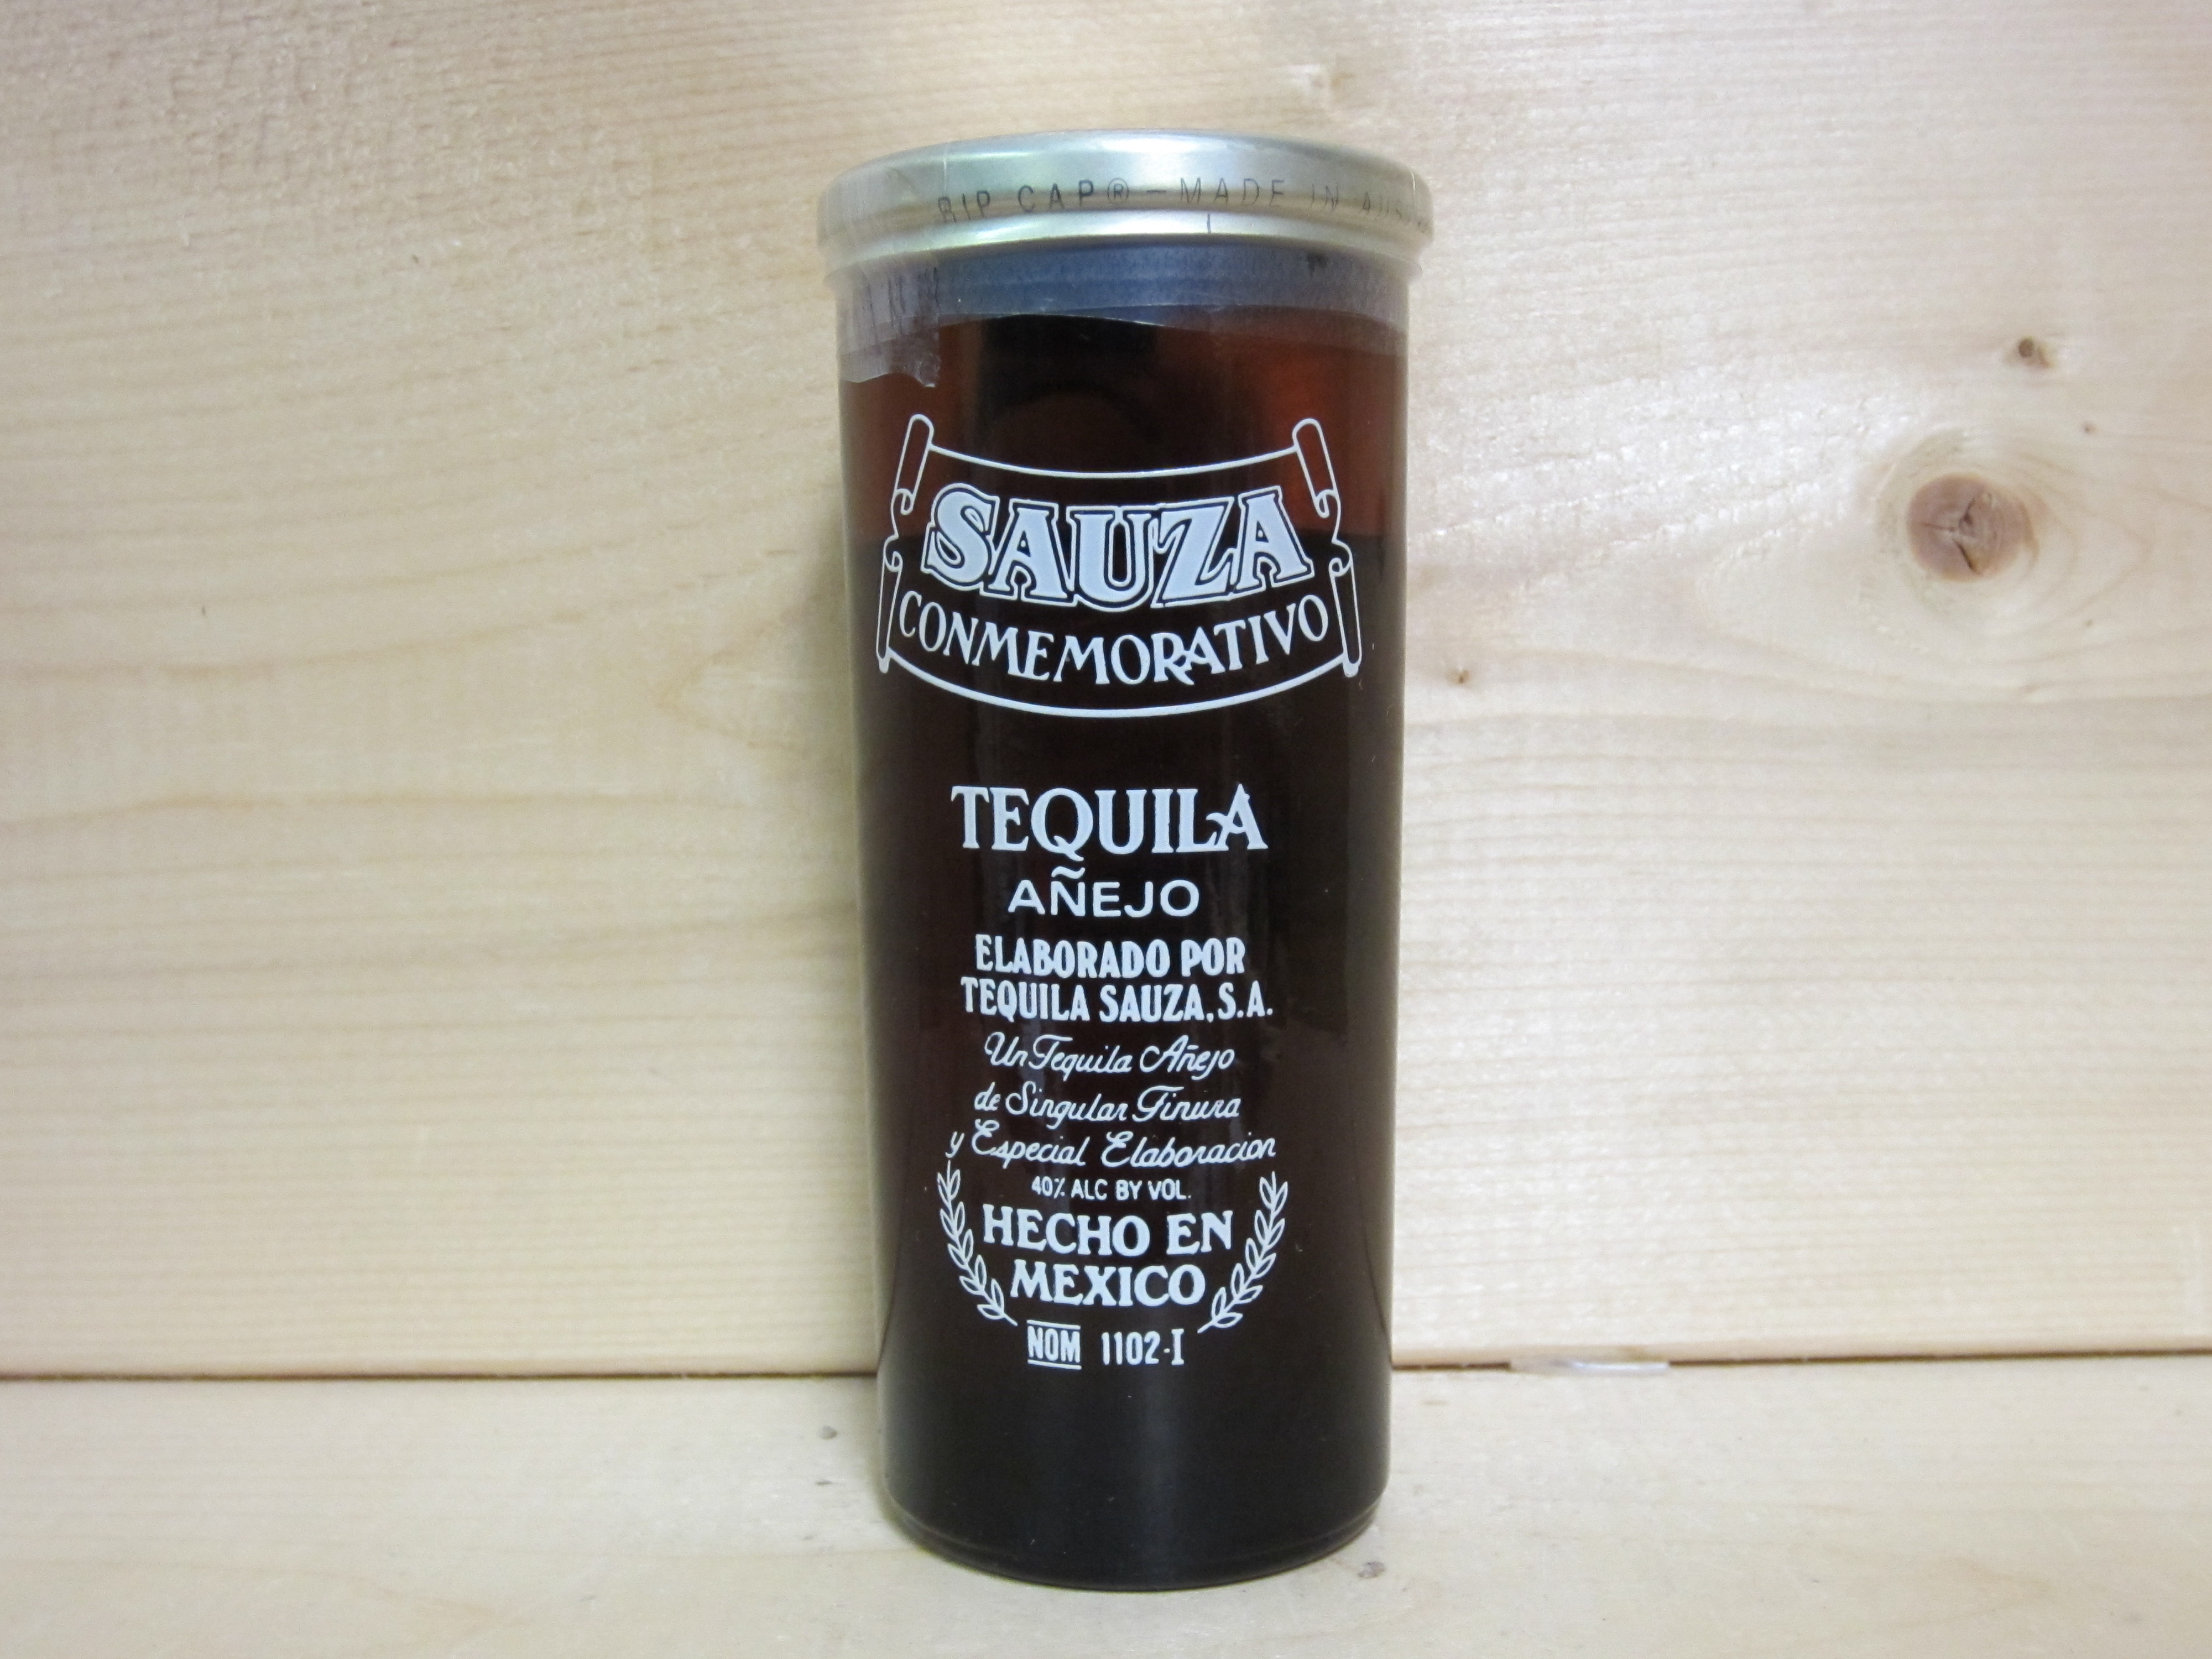 RIP CAP® - MADE IN
SAUZA
CONMEMORATIVO
TEQUILA
AÑEJO
ELABORADO POR
TEQUILA SAUZA, S.A.
Un Tequila Añejo
de Singular Finura
y Especial Elaboracion
40% ALC BY VOL.
HECHO EN
MEXICO
NOM 1102-I